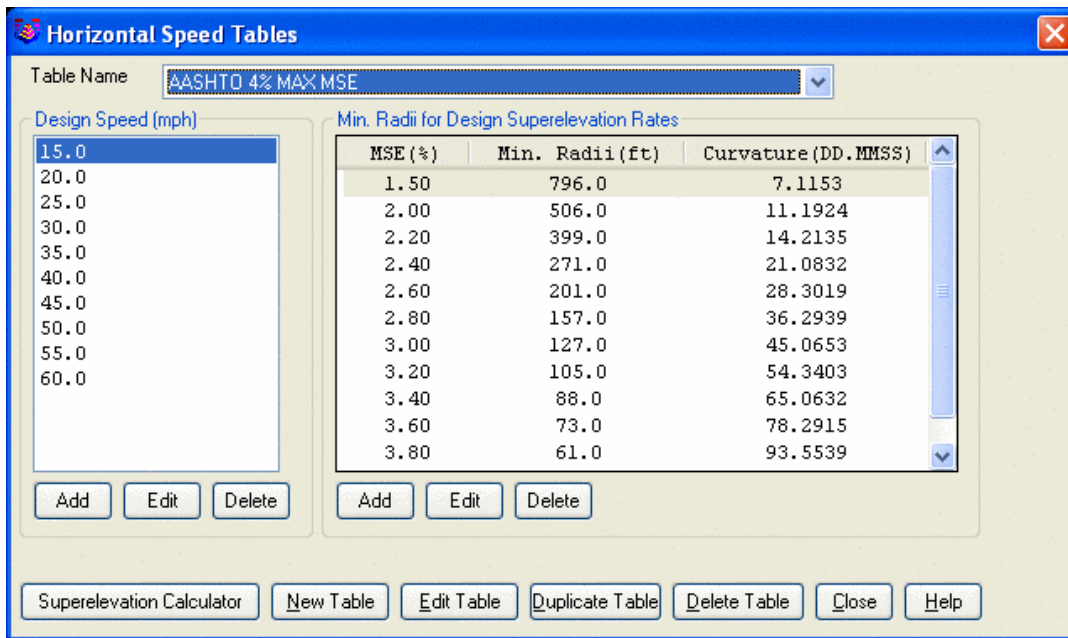 Horizontal Speed Tables
Table Name AASHTO 4% MAX MSE
Design Speed (mph)
15.0
20.0
25.0
30.0
35.0
40.0
45.0
50.0
55.0
60.0
Add Edit Delete
Min. Radii for Design Superelevation Rates
MSE(%) Min. Radii(ft) Curvature(DD.MMSS)
1.50 796.0 7.1153
2.00 506.0 11.1924
2.20 399.0 14.2135
2.40 271.0 21.0832
2.60 201.0 28.3019
2.80 157.0 36.2939
3.00 127.0 45.0653
3.20 105.0 54.3403
3.40 88.0 65.0632
3.60 73.0 78.2915
3.80 61.0 93.5539
Add Edit Delete
Superelevation Calculator New Table Edit Table Duplicate Table Delete Table Close Help